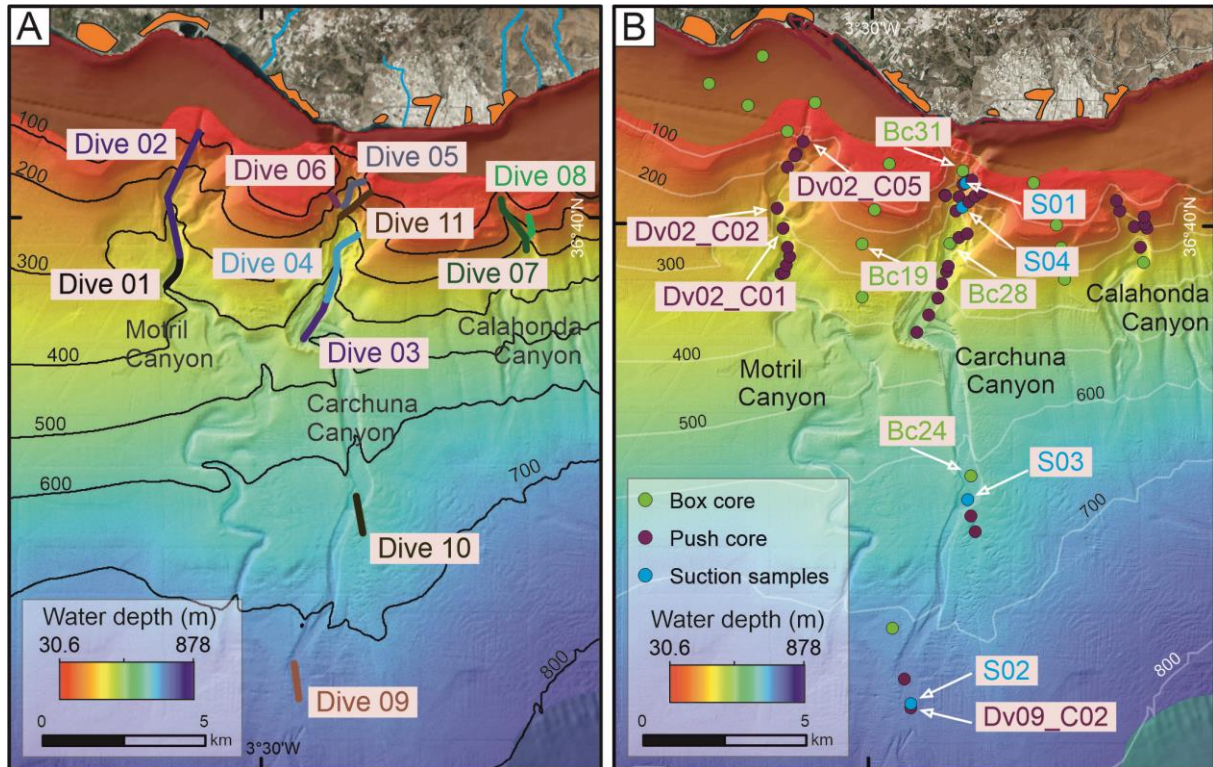 A
100
200
300
400
500
600
700
800
Dive 02
Dive 06
Dive 05
Dive 08
Dive 11
Dive 04
Dive 07
Dive 01
Dive 03
Motril
Canyon
Calahonda
Canyon
Carchuna
Canyon
Dive 10
Dive 09
36°40'N
3°30'W
Water depth (m)
30.6
878
0
5
km
B
3°30'W
100
200
300
400
500
600
700
800
Bc31
Dv02_C05
S01
Dv02_C02
S04
Dv02_C01
Bc19
Bc28
36°40'N
Calahonda
Canyon
Motril
Canyon
Carchuna
Canyon
Bc24
S03
Box core
Push core
Suction samples
Water depth (m)
30.6
878
0
5
km
S02
Dv09_C02